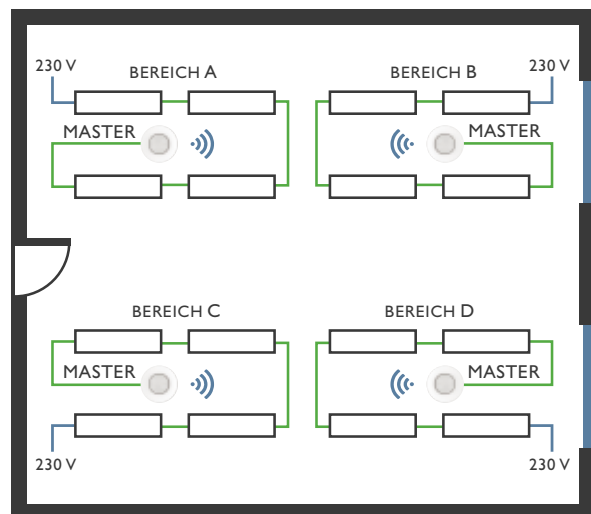 230 V
BEREICH A
BEREICH B
230 V
MASTER
MASTER
BEREICH C
BEREICH D
MASTER
MASTER
230 V
230 V